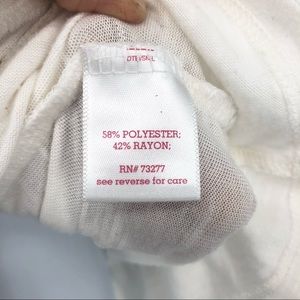 58% POLYESTER;
42% RAYON;
RN# 73277
see reverse for care